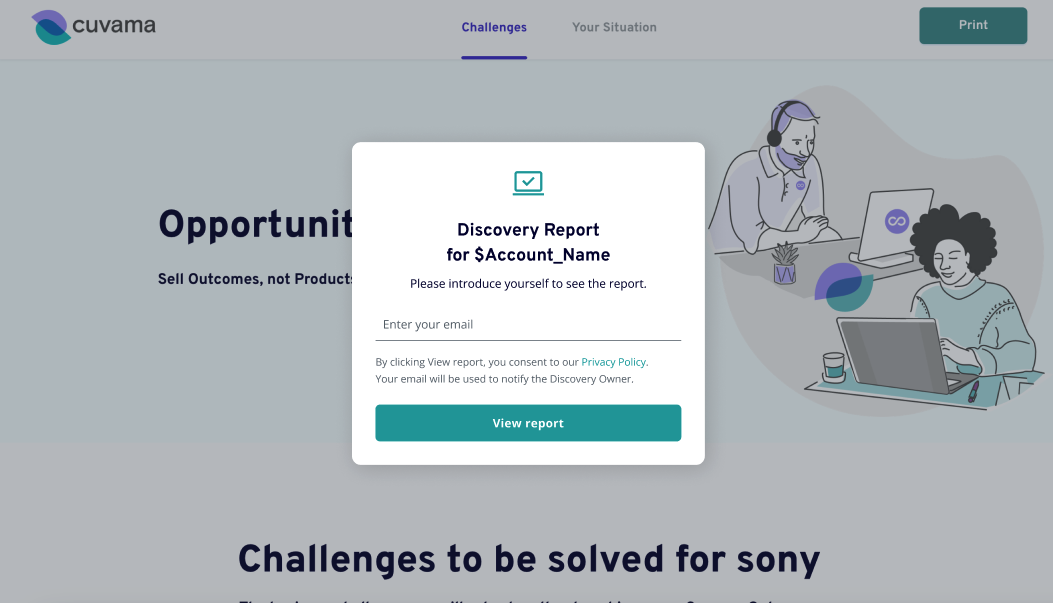 cuvama
Challenges
Your Situation
Print
Opportunit
Sell Outcomes, not Products
Discovery Report
for $Account_Name
Please introduce yourself to see the report.
Enter your email
By clicking View report, you consent to our Privacy Policy.
Your email will be used to notify the Discovery Owner.
View report
Challenges to be solved for sony